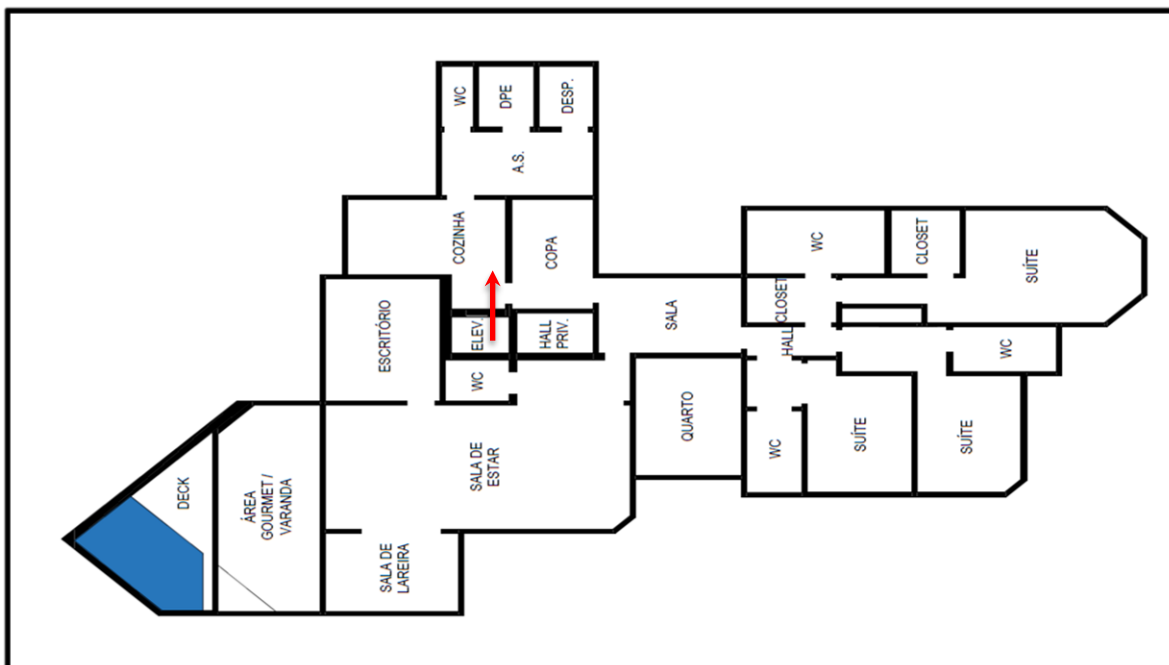 WC
DPE
DESP.
A.S.
COZINHA
COPA
ESCRITÓRIO
ELEV.
HALL
PRIV.
WC
SALA
WC
CLOSET
SUÍTE
CLOSET
HALL
WC
QUARTO
WC
SUÍTE
SUÍTE
SALA DE
ESTAR
SALA DE
LAREIRA
DECK
ÁREA
GOURMET /
VARANDA